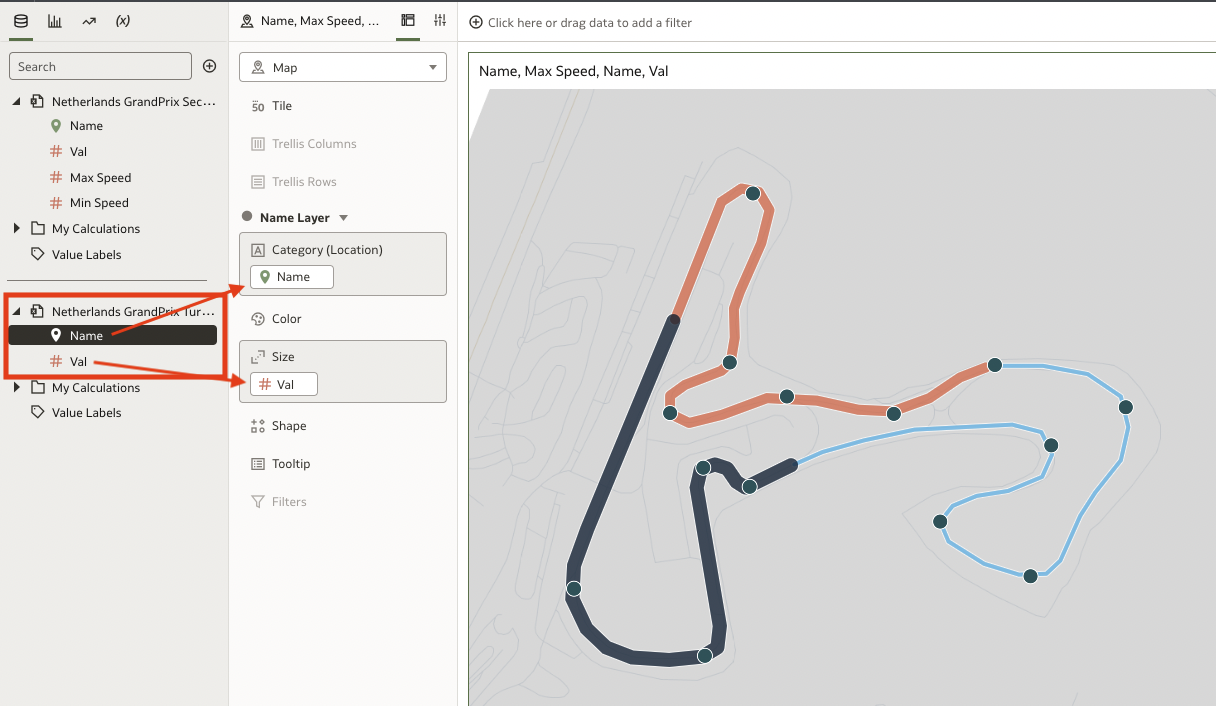 (x)
Name, Max Speed, ...
Click here or drag data to add a filter
Search
Netherlands GrandPrix Sec...
Name
Val
Max Speed
Min Speed
My Calculations
Value Labels
Netherlands GrandPrix Tur...
Name
Val
My Calculations
Value Labels
Map
50 Tile
Trellis Columns
Trellis Rows
Name Layer
A Category (Location)
Name
Color
Size
Val
Shape
Tooltip
Filters
Name, Max Speed, Name, Val